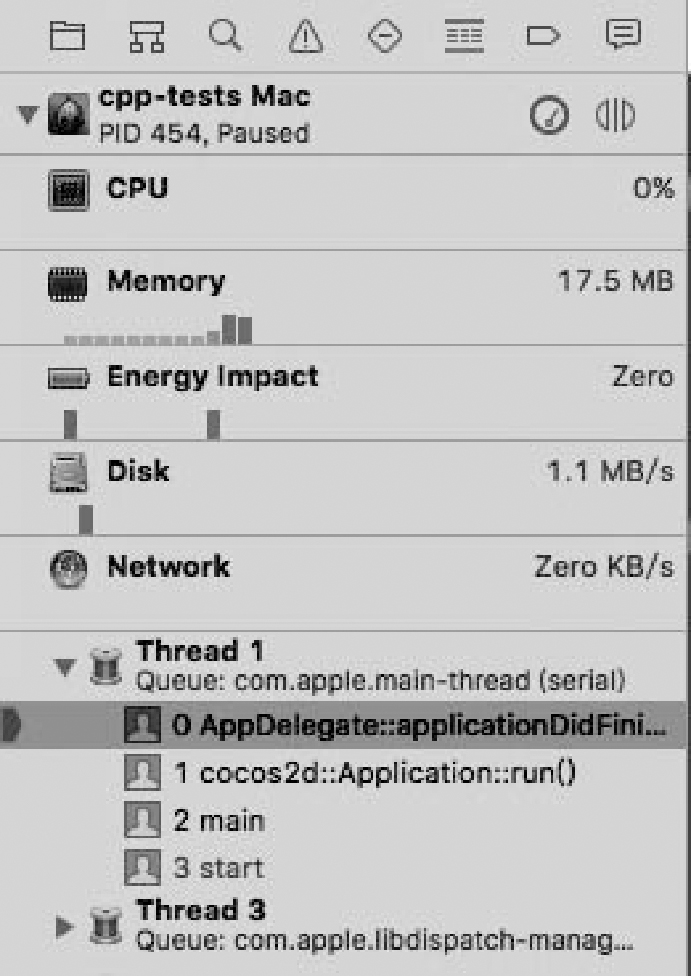 cpp-tests Mac
PID 454, Paused
CPU 0%
Memory 17.5 MB
Energy Impact Zero
Disk 1.1 MB/s
Network Zero KB/s
Thread 1
Queue: com.apple.main-thread (serial)
0 AppDelegate::applicationDidFini...
1 cocos2d::Application::run()
2 main
3 start
Thread 3
Queue: com.apple.libdispatch-manag...